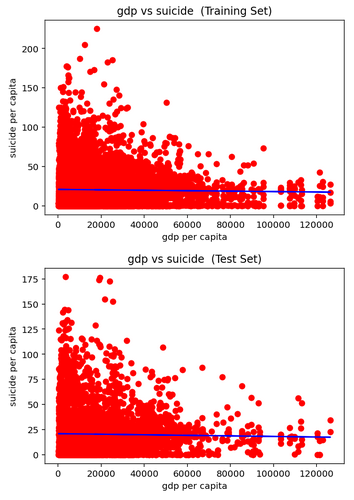 gdp vs suicide  (Training Set)
200
150
100
50
0
suicide per capita
0 20000 40000 60000 80000 100000 120000
gdp per capita
gdp vs suicide  (Test Set)
175
150
125
100
75
50
25
0
suicide per capita
0 20000 40000 60000 80000 100000 120000
gdp per capita